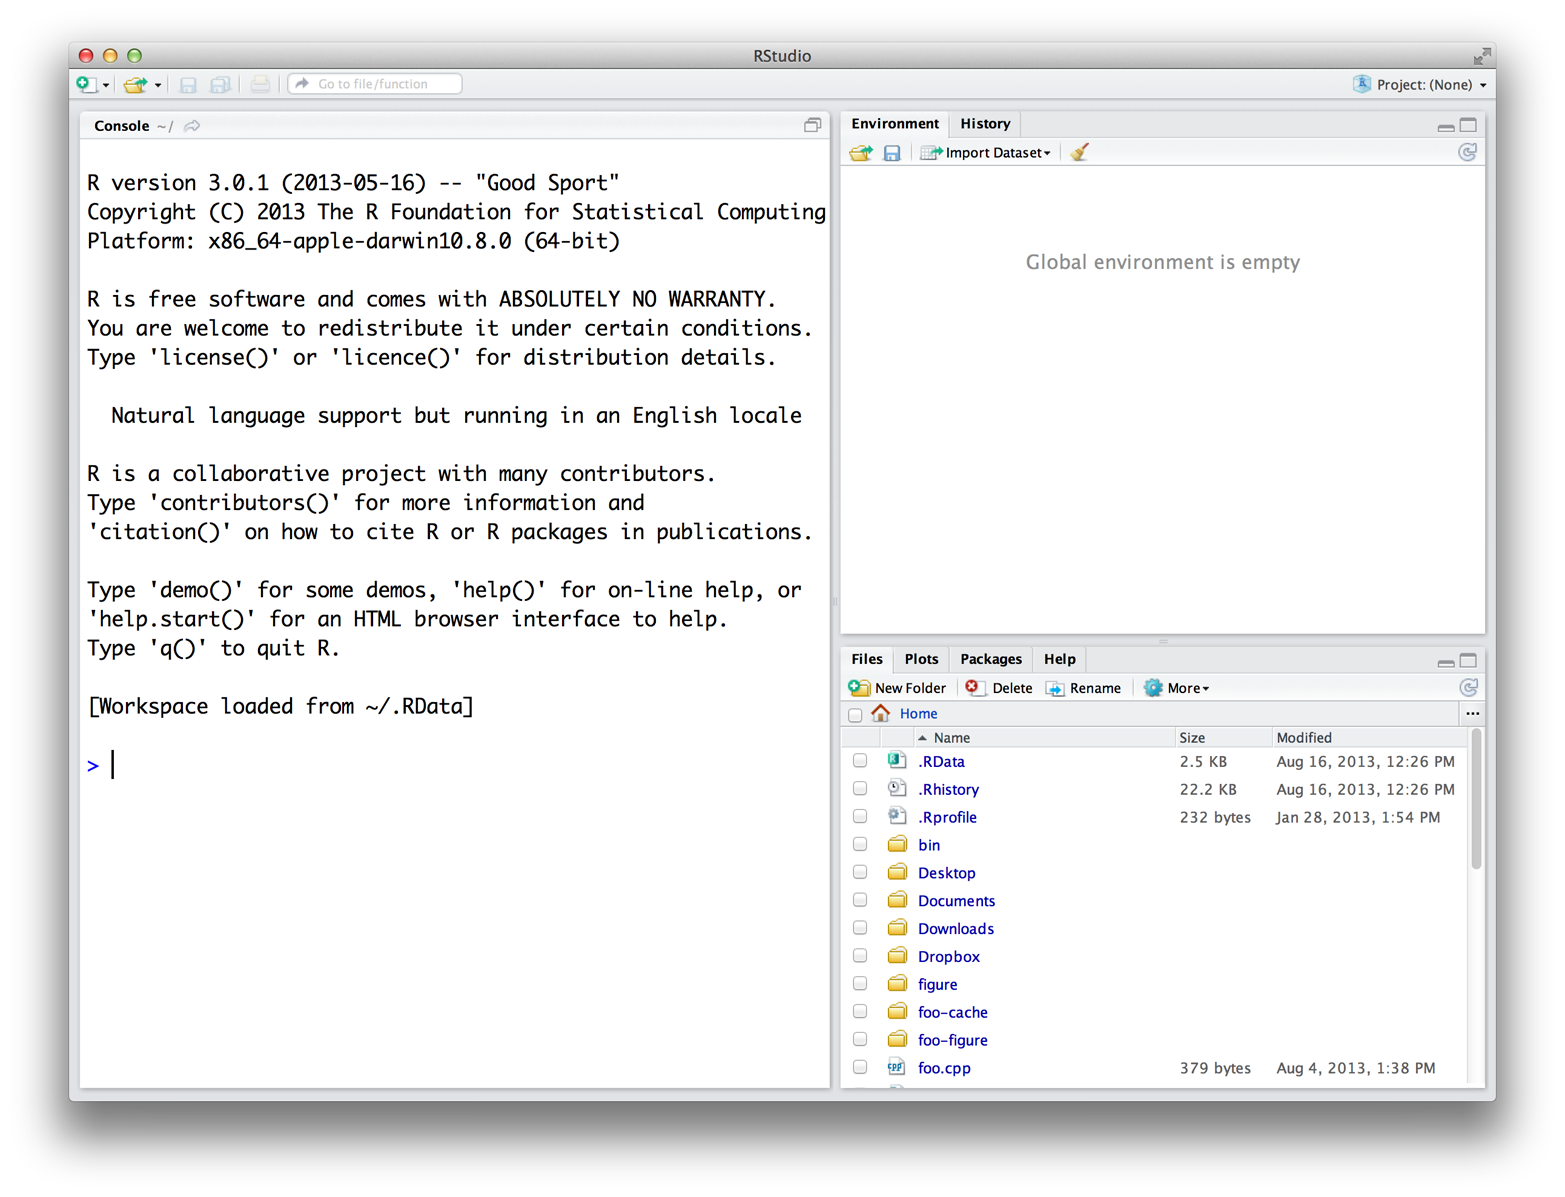 RStudio
Go to file/function
Project: (None)
Console ~/
R version 3.0.1 (2013-05-16) -- "Good Sport"
Copyright (C) 2013 The R Foundation for Statistical Computing
Platform: x86_64-apple-darwin10.8.0 (64-bit)
R is free software and comes with ABSOLUTELY NO WARRANTY.
You are welcome to redistribute it under certain conditions.
Type 'license()' or 'licence()' for distribution details.
Natural language support but running in an English locale
R is a collaborative project with many contributors.
Type 'contributors()' for more information and
'citation()' on how to cite R or R packages in publications.
Type 'demo()' for some demos, 'help()' for on-line help, or
'help.start()' for an HTML browser interface to help.
Type 'q()' to quit R.
[Workspace loaded from ~/.RData]
>
Environment History
Import Dataset
Global environment is empty
Files Plots Packages Help
New Folder Delete Rename More
Home ...
Name Size Modified
.RData 2.5 KB Aug 16, 2013, 12:26 PM
.Rhistory 22.2 KB Aug 16, 2013, 12:26 PM
.Rprofile 232 bytes Jan 28, 2013, 1:54 PM
bin
Desktop
Documents
Downloads
Dropbox
figure
foo-cache
foo-figure
cpp foo.cpp 379 bytes Aug 4, 2013, 1:38 PM